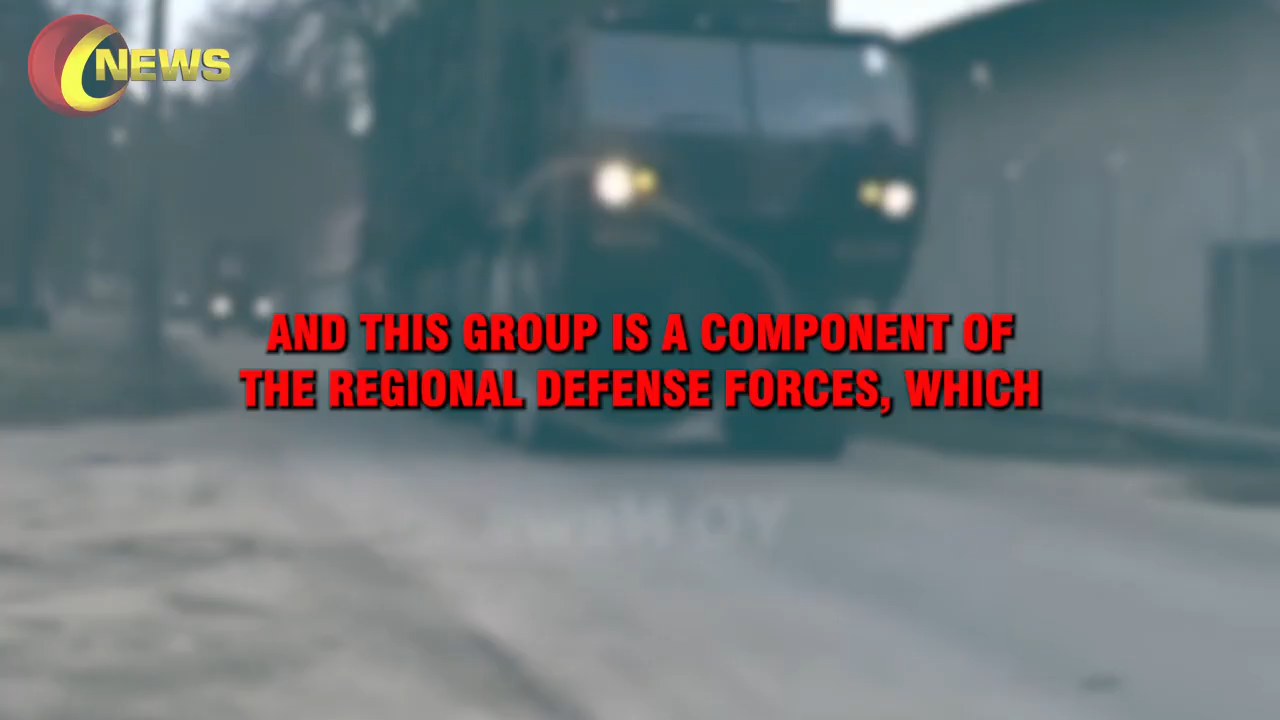 NEWS
AND THIS GROUP IS A COMPONENT OF
THE REGIONAL DEFENSE FORCES, WHICH